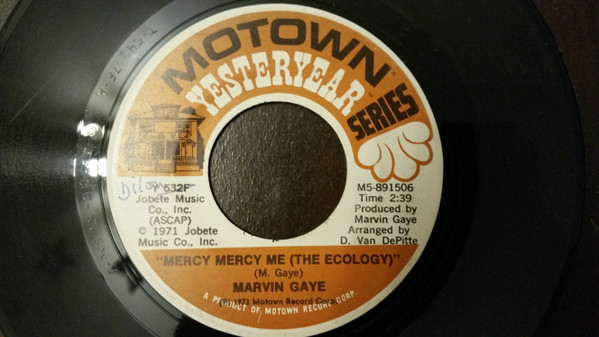 MOTOWN
YESTERYEAR
SERIES
Y 632F
Jobete Music
Co., Inc.
(ASCAP)
© 1971 Jobete
Music Co., Inc.
M5-891506
Time 2:39
Produced by
Marvin Gaye
Arranged by
D. Van DePitte
"MERCY MERCY ME (THE ECOLOGY)"
(M. Gaye)
MARVIN GAYE
℗ 1973 Motown Record Corp.
A PRODUCT OF MOTOWN RECORD CORP.